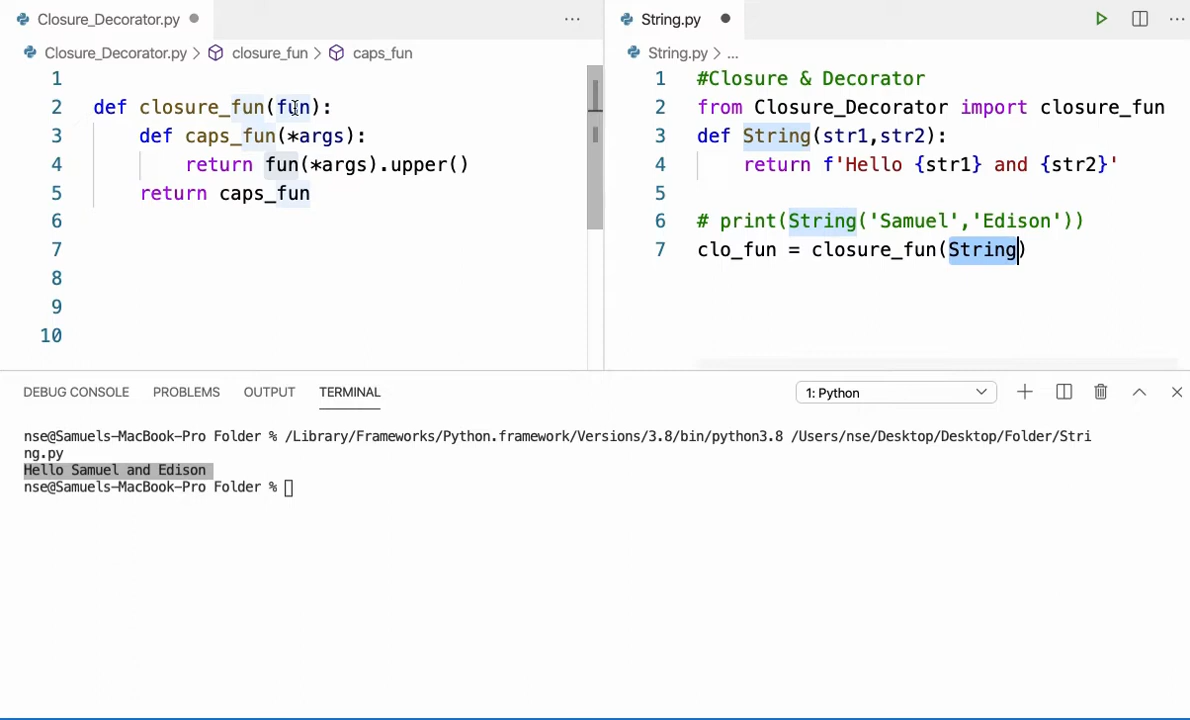 Closure_Decorator.py
Closure_Decorator.py > closure_fun > caps_fun
1
2 def closure_fun(fun):
3 def caps_fun(*args):
4 return fun(*args).upper()
5 return caps_fun
6
7
8
9
10
String.py
String.py > ...
1 #Closure & Decorator
2 from Closure_Decorator import closure_fun
3 def String(str1,str2):
4 return f'Hello {str1} and {str2}'
5
6 # print(String('Samuel','Edison'))
7 clo_fun = closure_fun(String)
DEBUG CONSOLE PROBLEMS OUTPUT TERMINAL 1: Python
nse@Samuels-MacBook-Pro Folder % /Library/Frameworks/Python.framework/Versions/3.8/bin/python3.8 /Users/nse/Desktop/Desktop/Folder/Stri
ng.py
Hello Samuel and Edison
nse@Samuels-MacBook-Pro Folder %